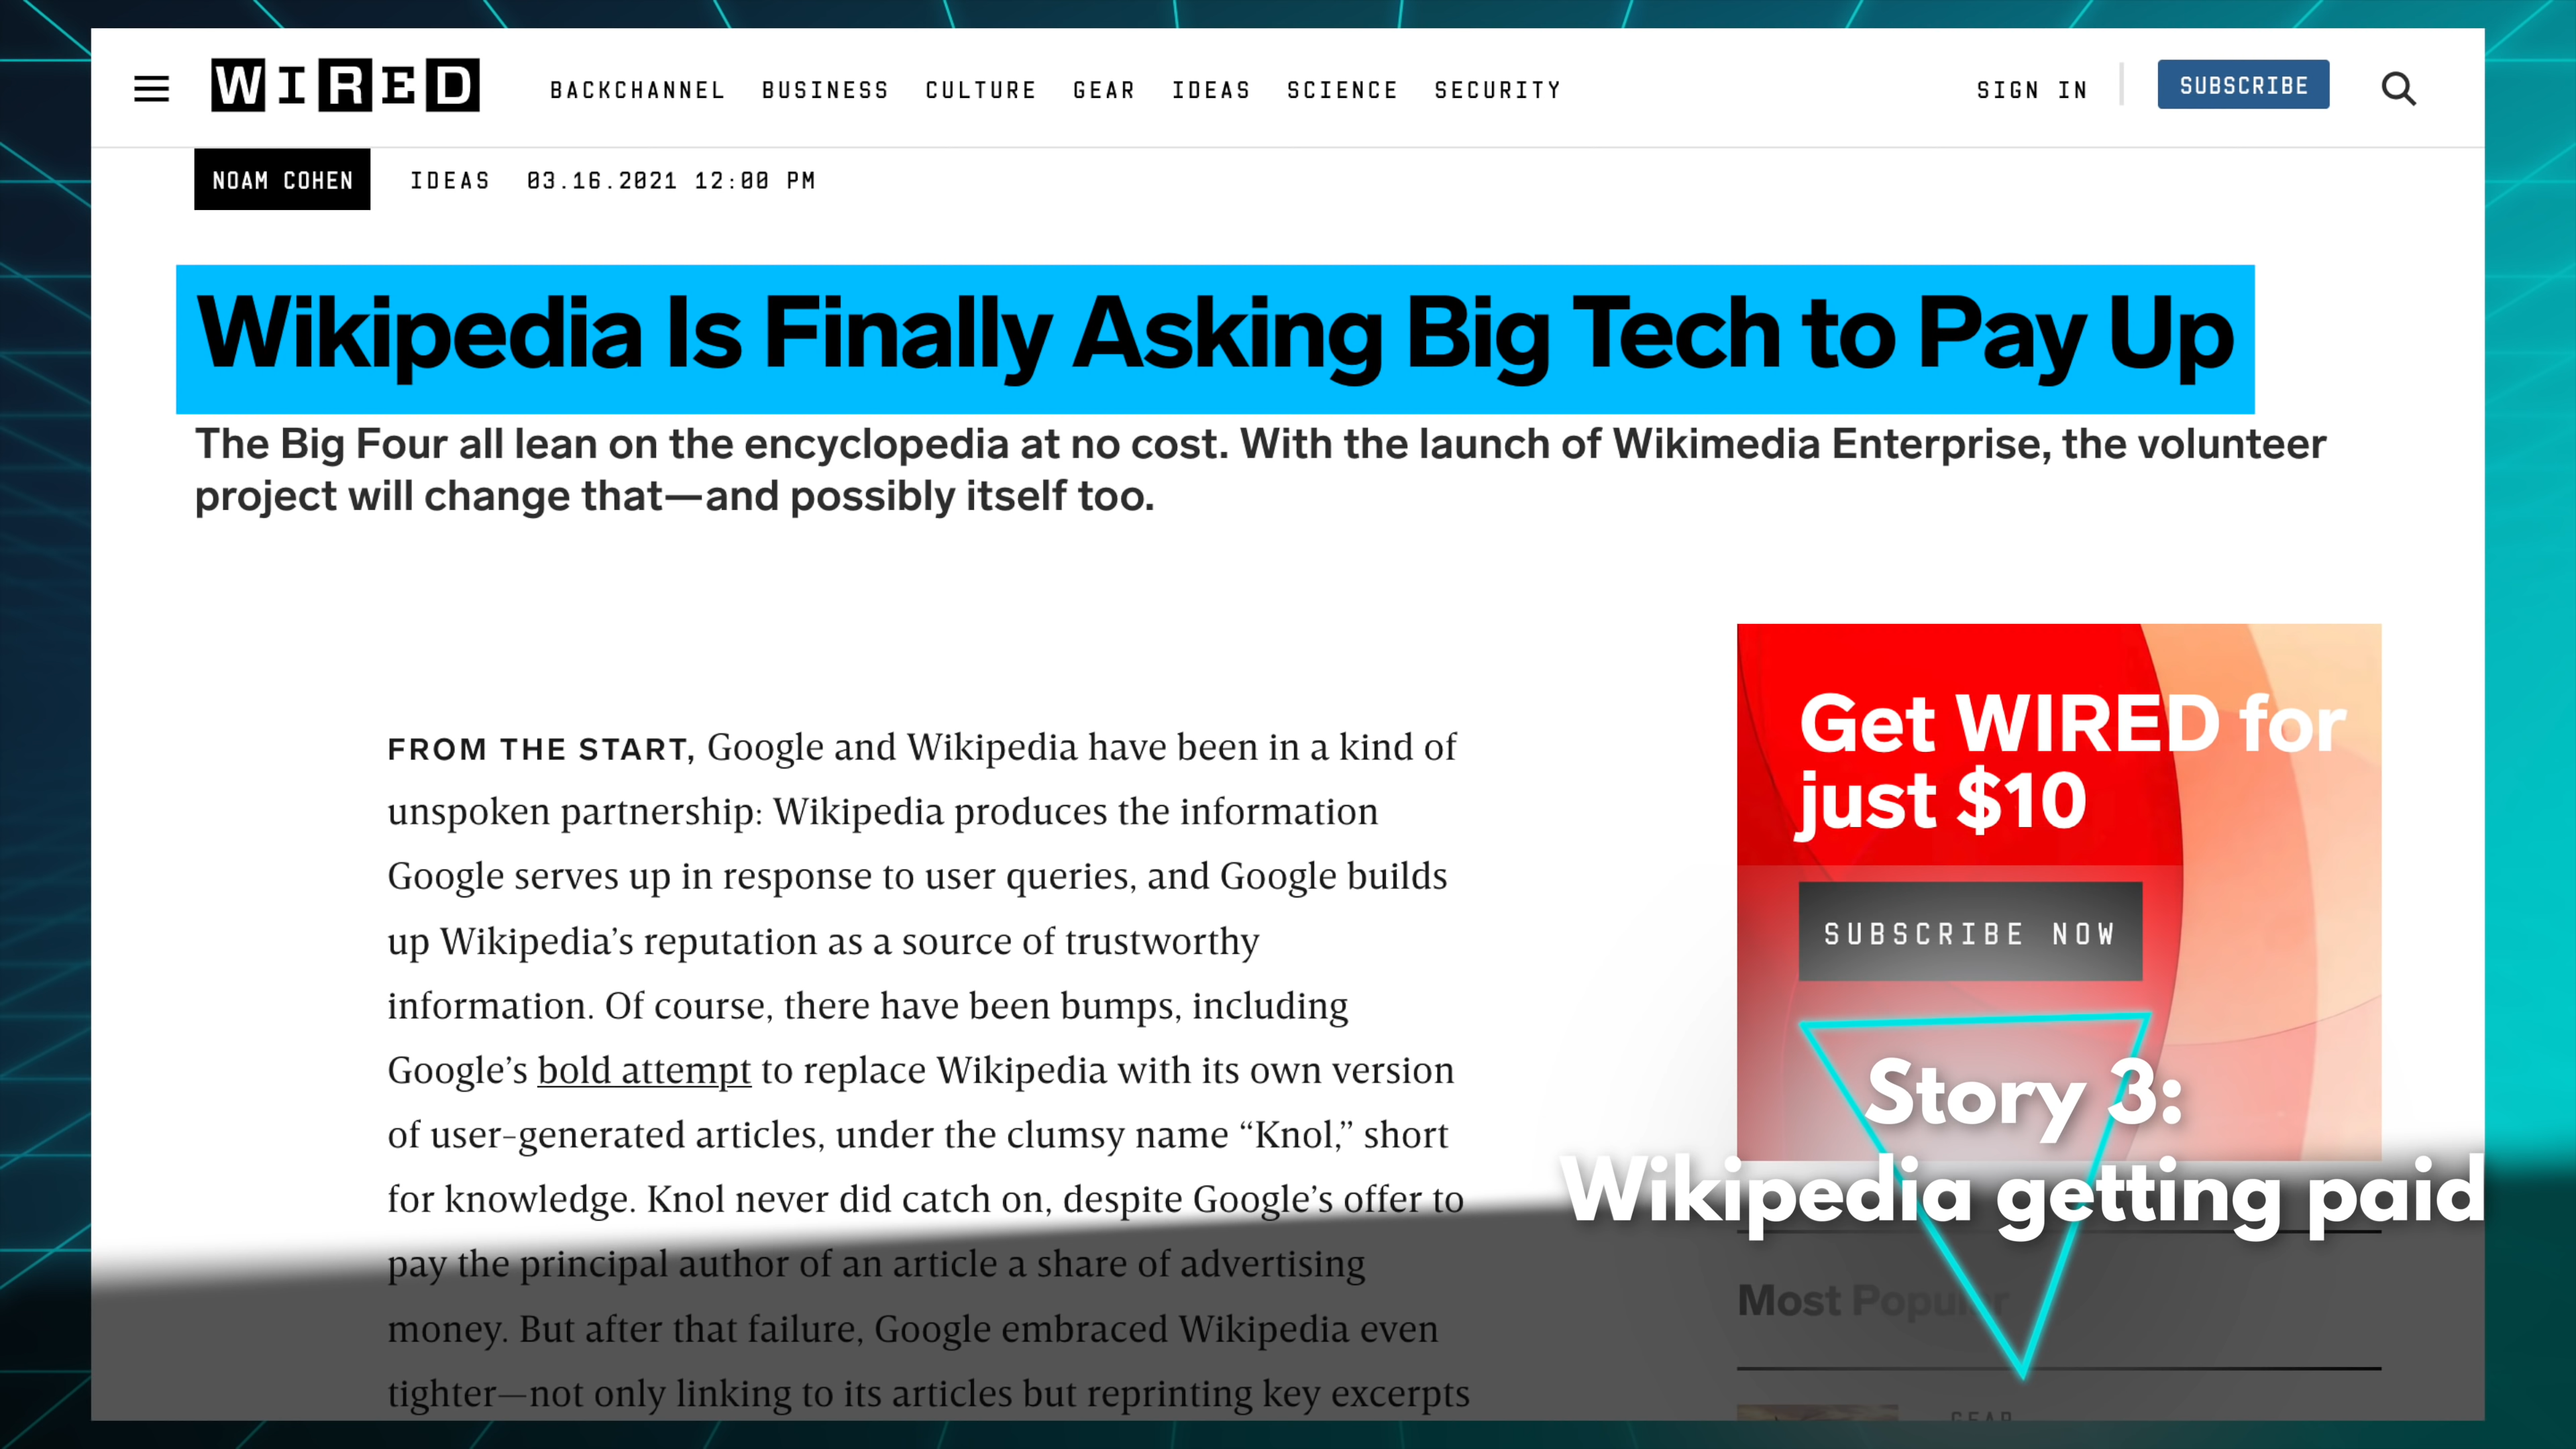 WIRED
BACKCHANNEL BUSINESS CULTURE GEAR IDEAS SCIENCE SECURITY
SIGN IN
SUBSCRIBE
NOAM COHEN IDEAS 03.16.2021 12:00 PM
Wikipedia Is Finally Asking Big Tech to Pay Up
The Big Four all lean on the encyclopedia at no cost. With the launch of Wikimedia Enterprise, the volunteer
project will change that—and possibly itself too.
FROM THE START, Google and Wikipedia have been in a kind of
unspoken partnership: Wikipedia produces the information
Google serves up in response to user queries, and Google builds
up Wikipedia’s reputation as a source of trustworthy
information. Of course, there have been bumps, including
Google’s bold attempt to replace Wikipedia with its own version
of user-generated articles, under the clumsy name “Knol,” short
for knowledge. Knol never did catch on, despite Google’s offer to
pay the principal author of an article a share of advertising
money. But after that failure, Google embraced Wikipedia even
tighter—not only linking to its articles but reprinting key excerpts
Get WIRED for
just $10
SUBSCRIBE NOW
Story 3:
Wikipedia getting paid
Most Popular
GEAR